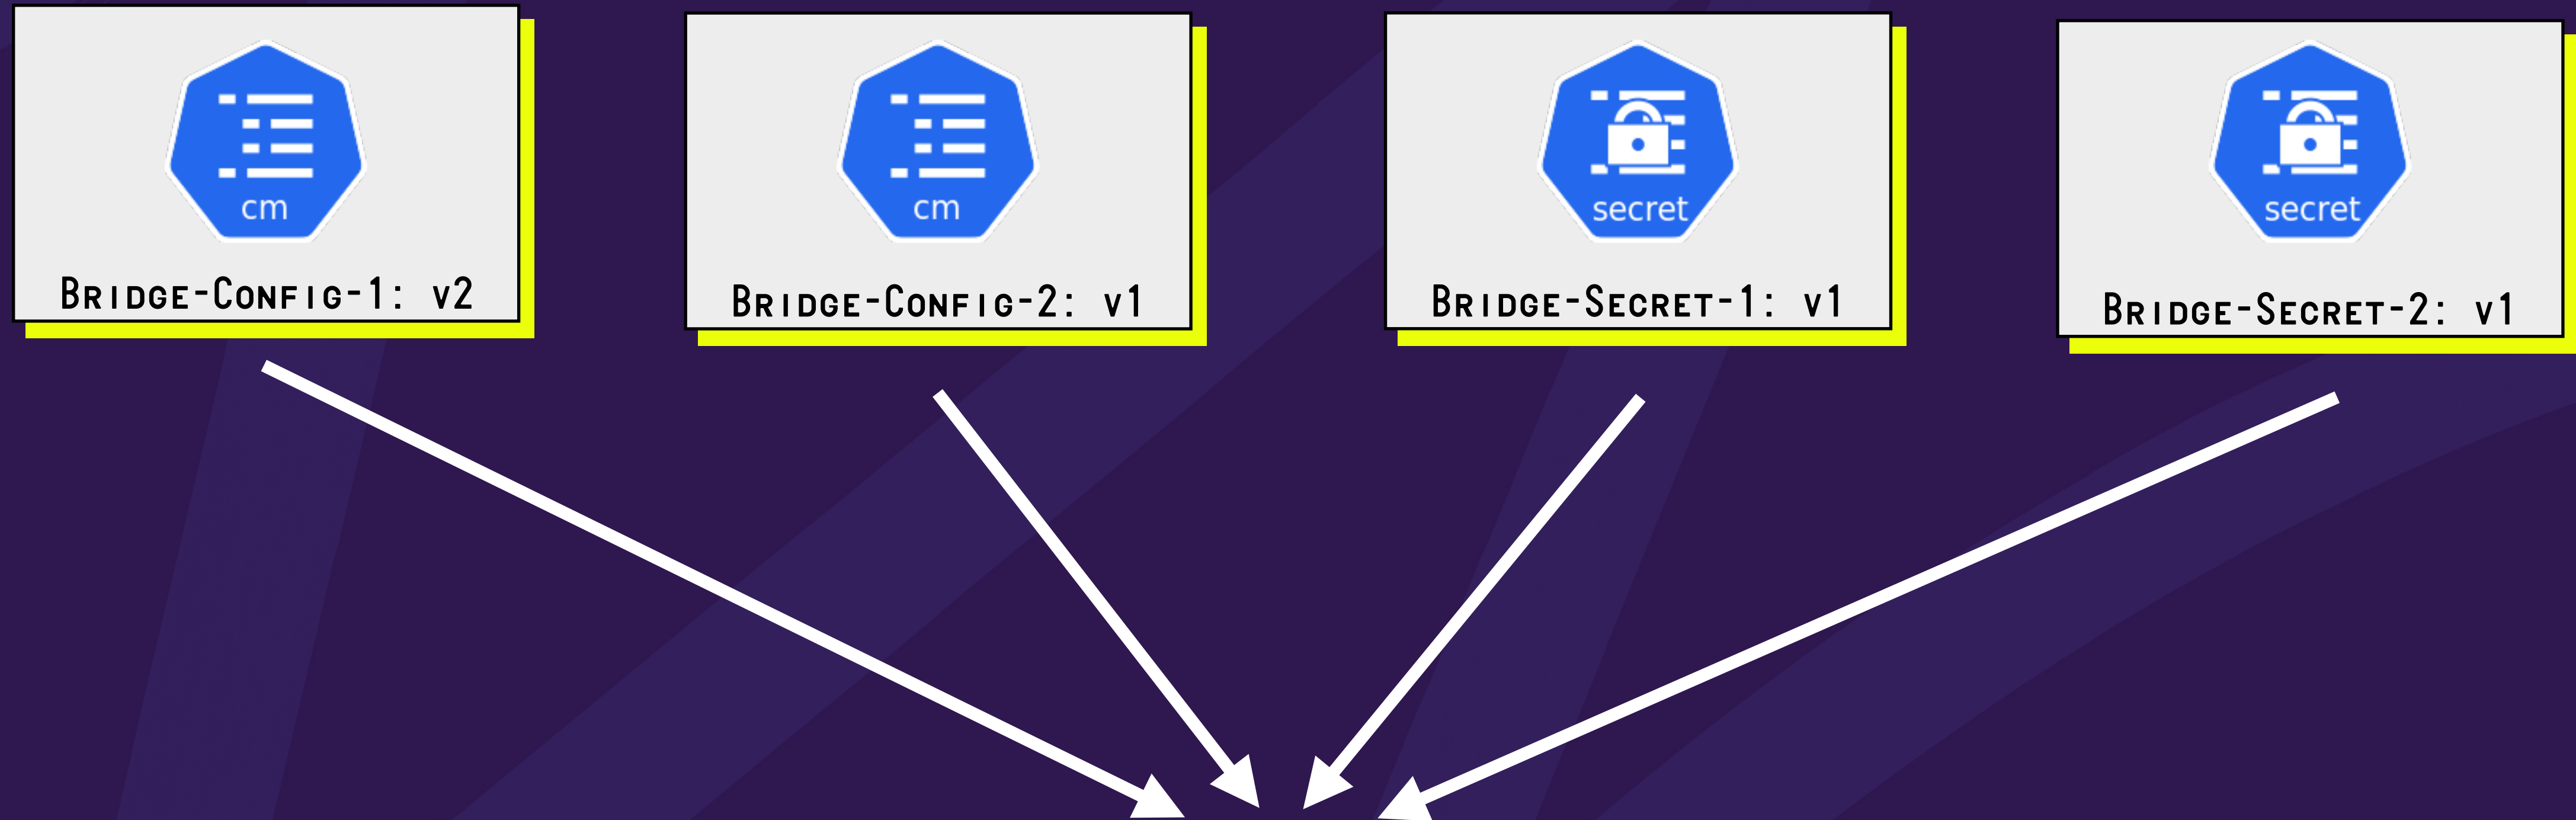 cm
Bridge-Config-1: v2
cm
Bridge-Config-2: v1
secret
Bridge-Secret-1: v1
secret
Bridge-Secret-2: v1